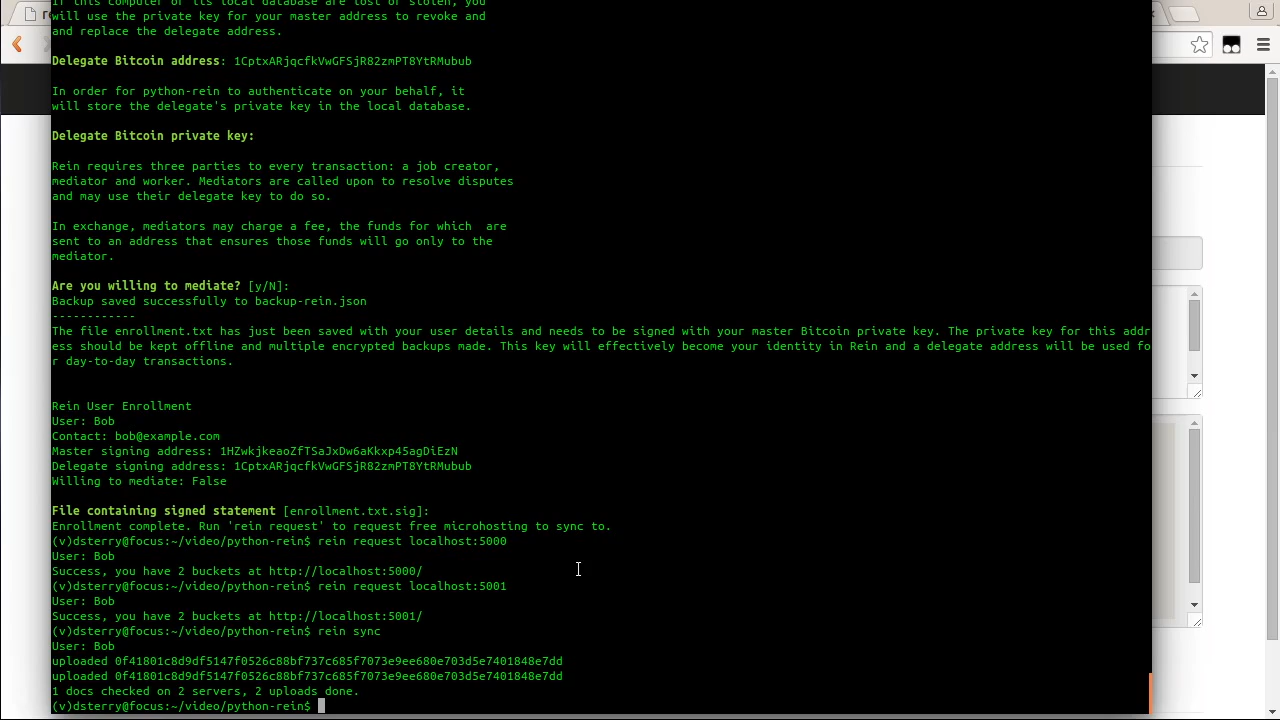 If this computer or its local database are lost or stolen, you
will use the private key for your master address to revoke and
and replace the delegate address.
Delegate Bitcoin address: 1CptxARjqcfkVwGFSjR82zmPT8YtRMubub
In order for python-rein to authenticate on your behalf, it
will store the delegate's private key in the local database.
Delegate Bitcoin private key:
Rein requires three parties to every transaction: a job creator,
mediator and worker. Mediators are called upon to resolve disputes
and may use their delegate key to do so.
In exchange, mediators may charge a fee, the funds for which  are
sent to an address that ensures those funds will go only to the
mediator.
Are you willing to mediate? [y/N]:
Backup saved successfully to backup-rein.json
------------
The file enrollment.txt has just been saved with your user details and needs to be signed with your master Bitcoin private key. The private key for this addr
ess should be kept offline and multiple encrypted backups made. This key will effectively become your identity in Rein and a delegate address will be used fo
r day-to-day transactions.
Rein User Enrollment
User: Bob
Contact: bob@example.com
Master signing address: 1HZwkjkeaoZfTSaJxDw6aKkxp45agDiEzN
Delegate signing address: 1CptxARjqcfkVwGFSjR82zmPT8YtRMubub
Willing to mediate: False
File containing signed statement [enrollment.txt.sig]:
Enrollment complete. Run 'rein request' to request free microhosting to sync to.
(v)dsterry@focus:~/video/python-rein$ rein request localhost:5000
User: Bob
Success, you have 2 buckets at http://localhost:5000/
(v)dsterry@focus:~/video/python-rein$ rein request localhost:5001
User: Bob
Success, you have 2 buckets at http://localhost:5001/
(v)dsterry@focus:~/video/python-rein$ rein sync
User: Bob
uploaded 0f41801c8d9df5147f0526c88bf737c685f7073e9ee680e703d5e7401848e7dd
uploaded 0f41801c8d9df5147f0526c88bf737c685f7073e9ee680e703d5e7401848e7dd
1 docs checked on 2 servers, 2 uploads done.
(v)dsterry@focus:~/video/python-rein$